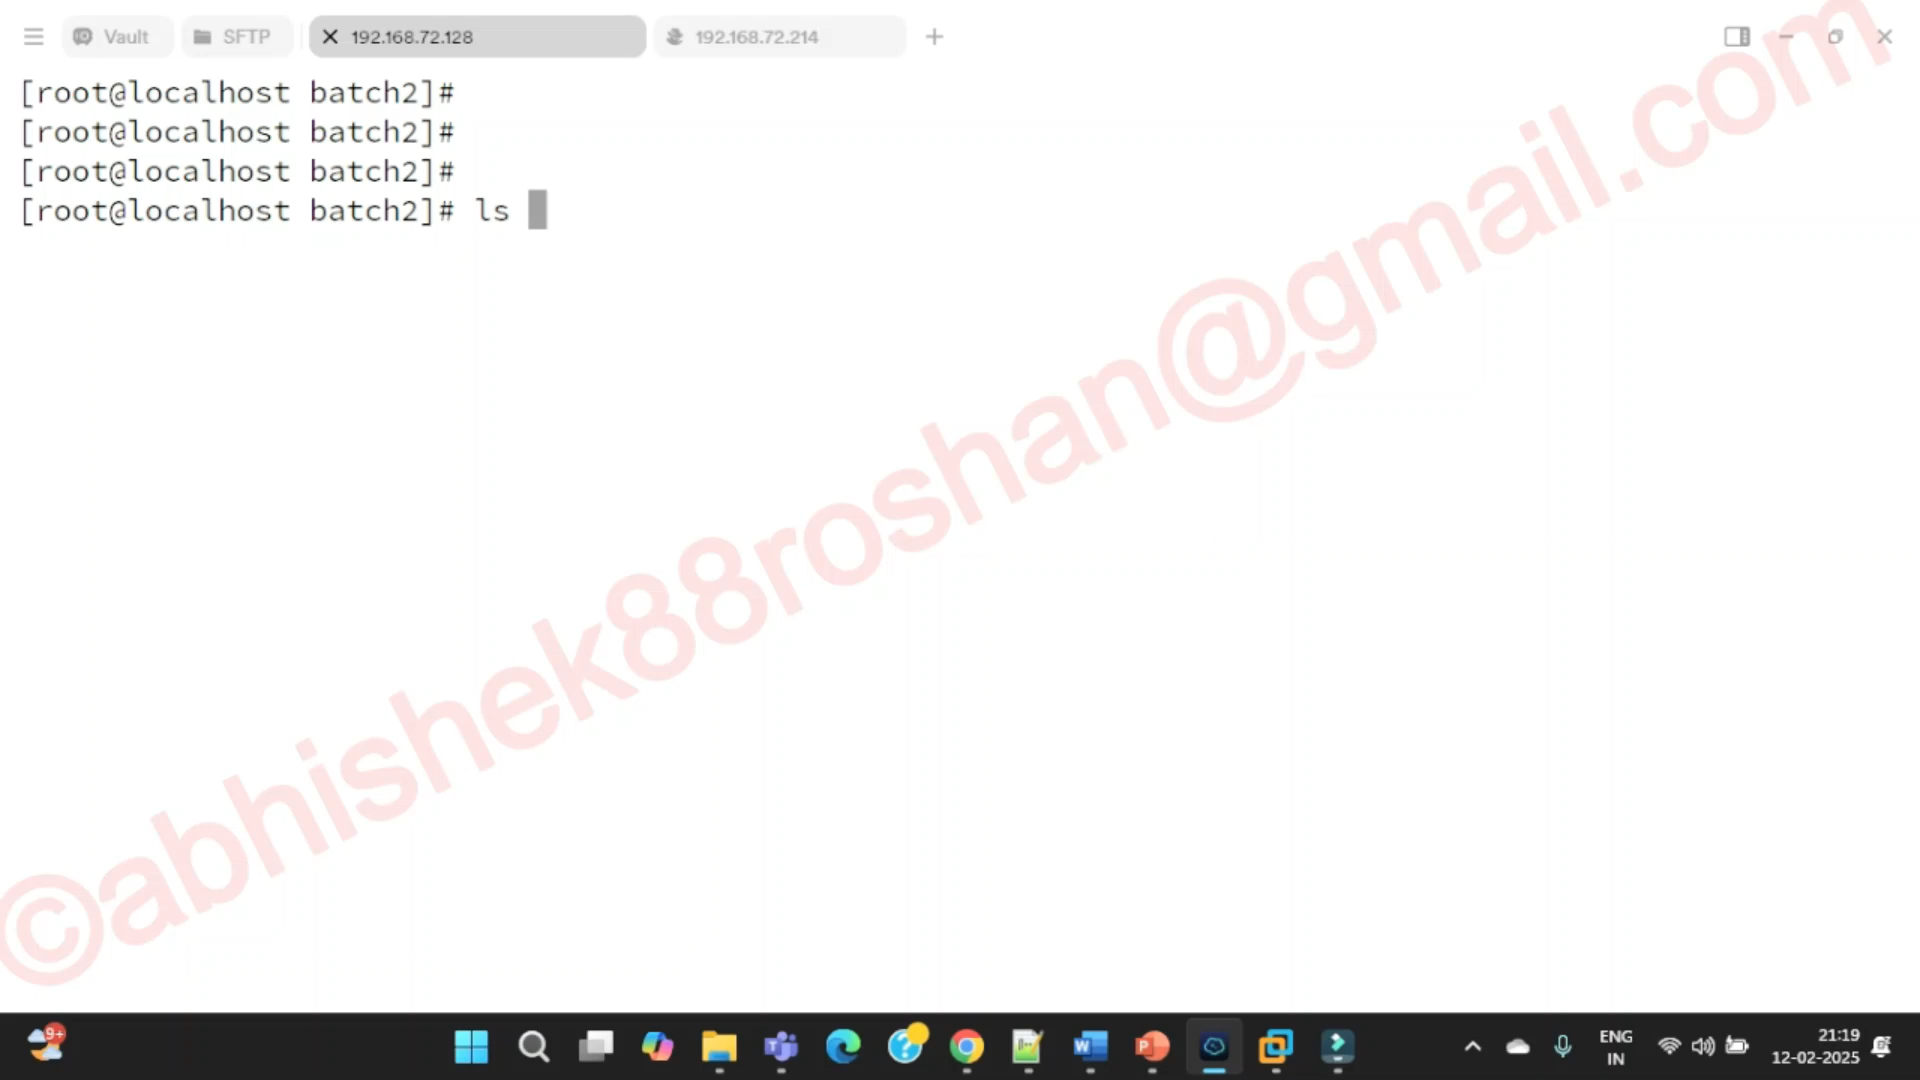 Vault
SFTP
192.168.72.128
192.168.72.214
[root@localhost batch2]#
[root@localhost batch2]#
[root@localhost batch2]#
[root@localhost batch2]# ls
©abhishek88roshan@gmail.com
9+
ENG
IN
21:19
12-02-2025